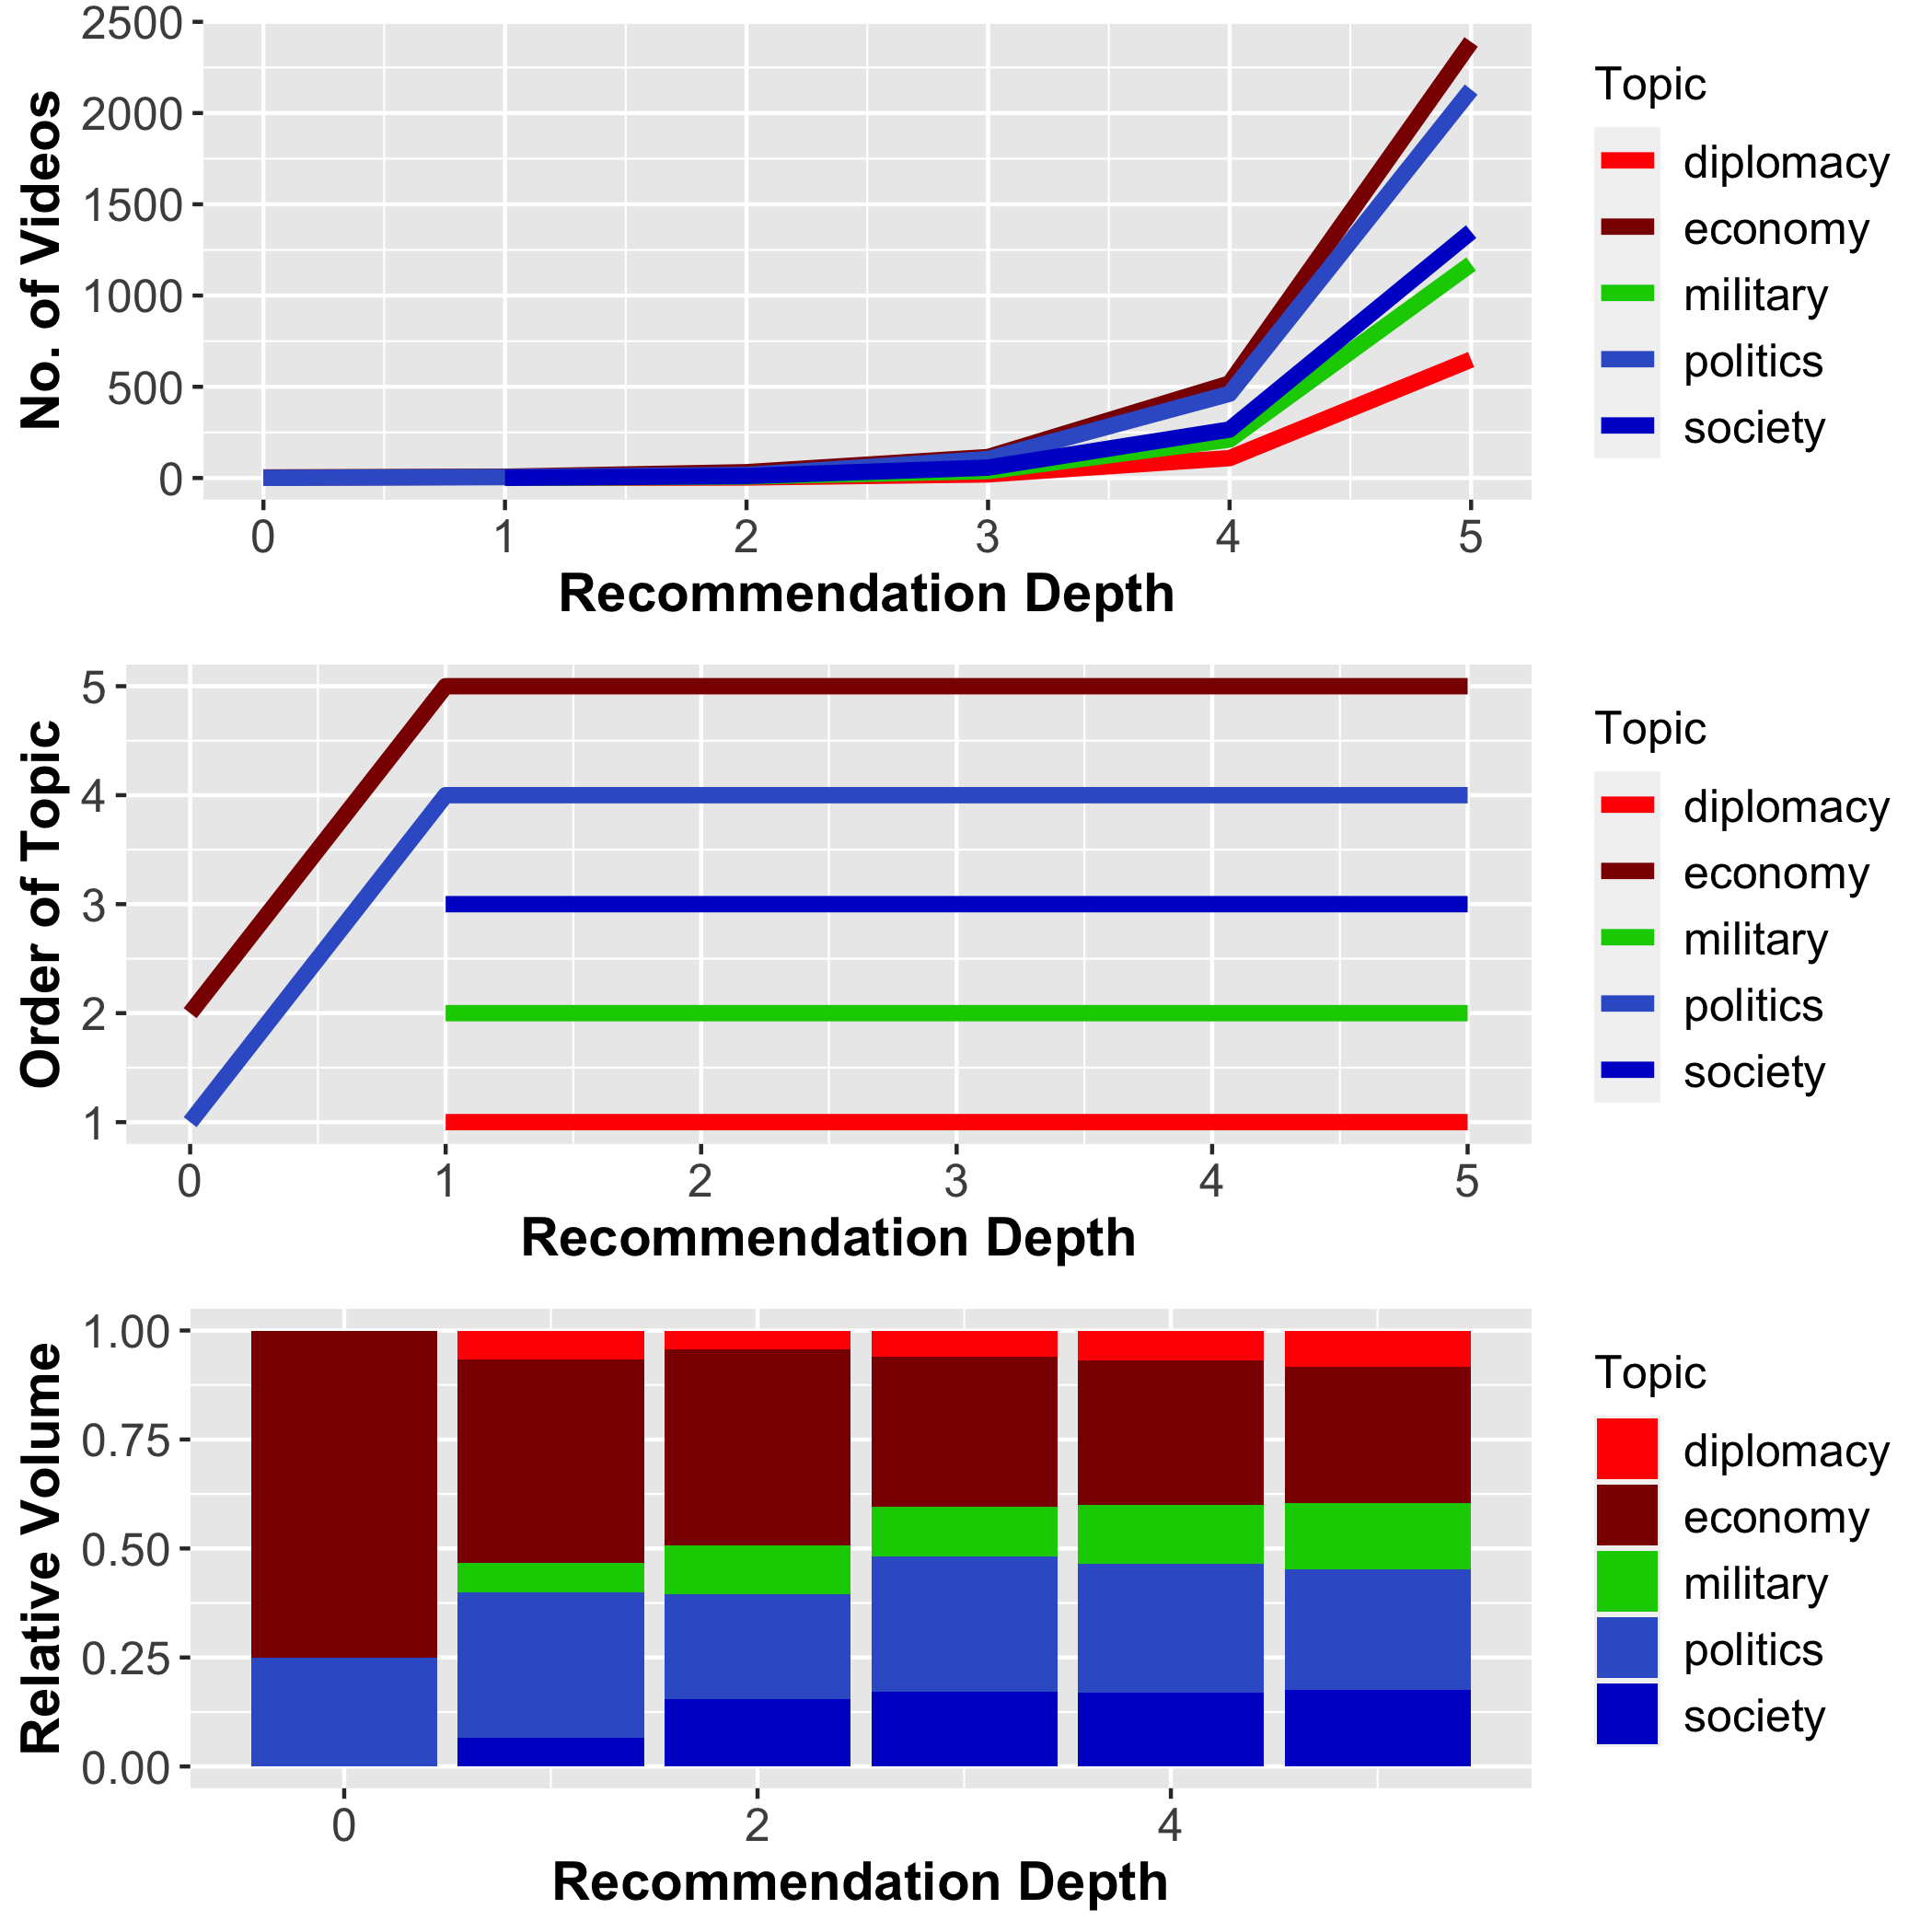 No. of Videos
2500
2000
1500
1000
500
0
0 1 2 3 4 5
Recommendation Depth
Topic
diplomacy
economy
military
politics
society
Order of Topic
5
4
3
2
1
0 1 2 3 4 5
Recommendation Depth
Topic
diplomacy
economy
military
politics
society
Relative Volume
1.00
0.75
0.50
0.25
0.00
0 2 4
Recommendation Depth
Topic
diplomacy
economy
military
politics
society